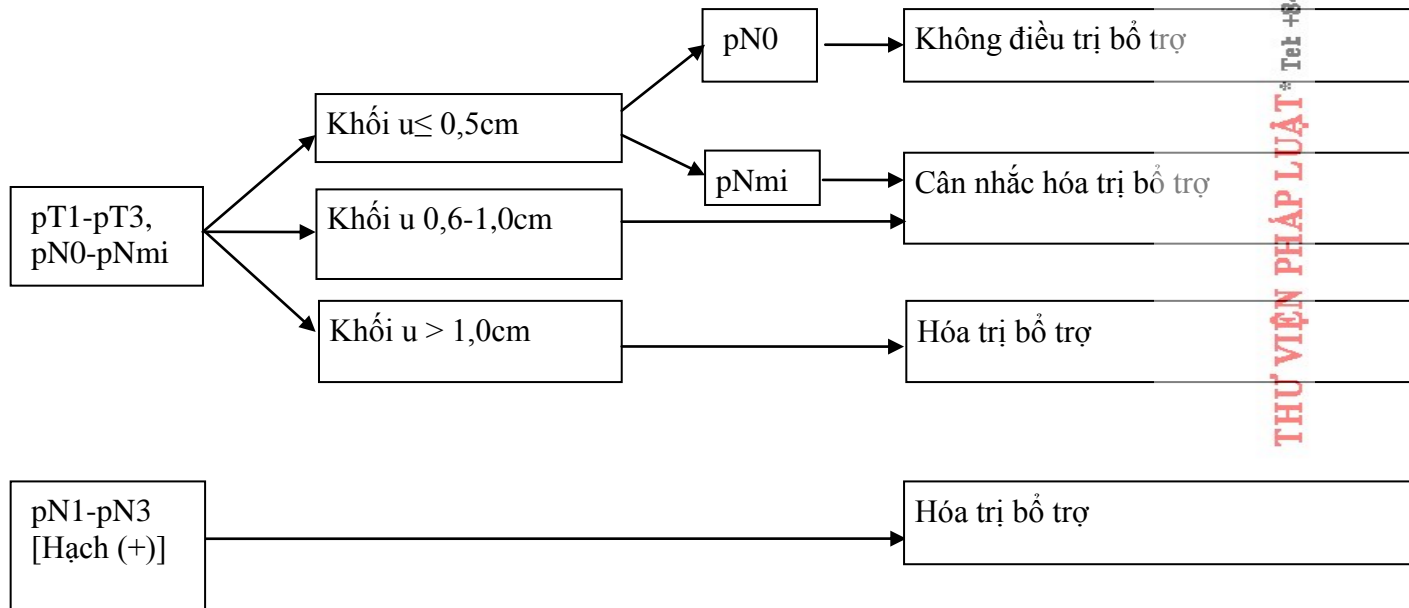 pN0
Không điều trị bổ trợ
Khối u≤ 0,5cm
pNmi
Cân nhắc hóa trị bổ trợ
pT1-pT3,
pN0-pNmi
Khối u 0,6-1,0cm
Khối u > 1,0cm
Hóa trị bổ trợ
pN1-pN3
[Hạch (+)]
Hóa trị bổ trợ
THƯ VIỆN PHÁP LUẬT * Tel: +84